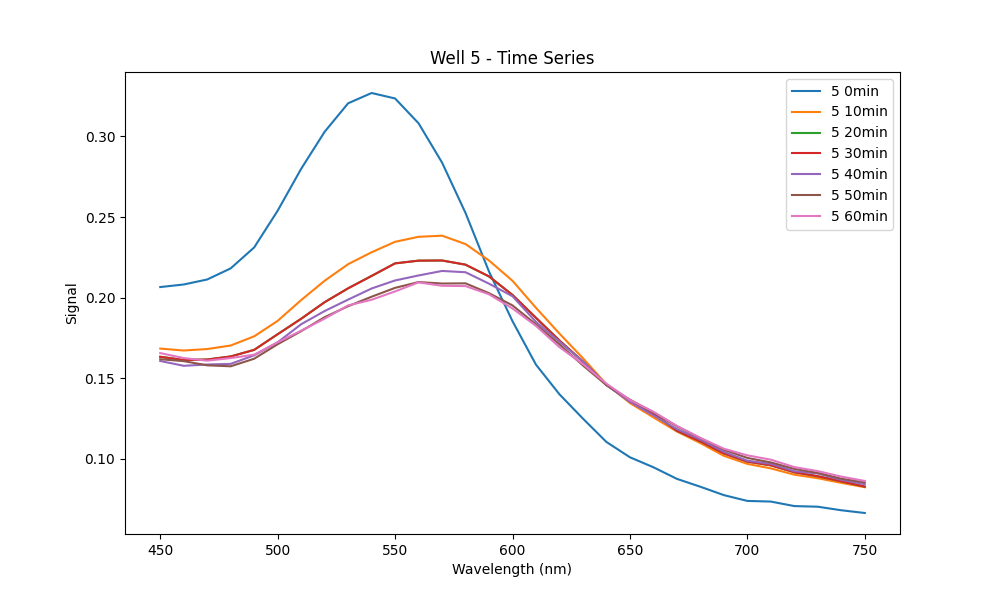 Well 5 - Time Series
Signal
0.30
0.25
0.20
0.15
0.10
450 500 550 600 650 700 750
Wavelength (nm)
5 0min
5 10min
5 20min
5 30min
5 40min
5 50min
5 60min